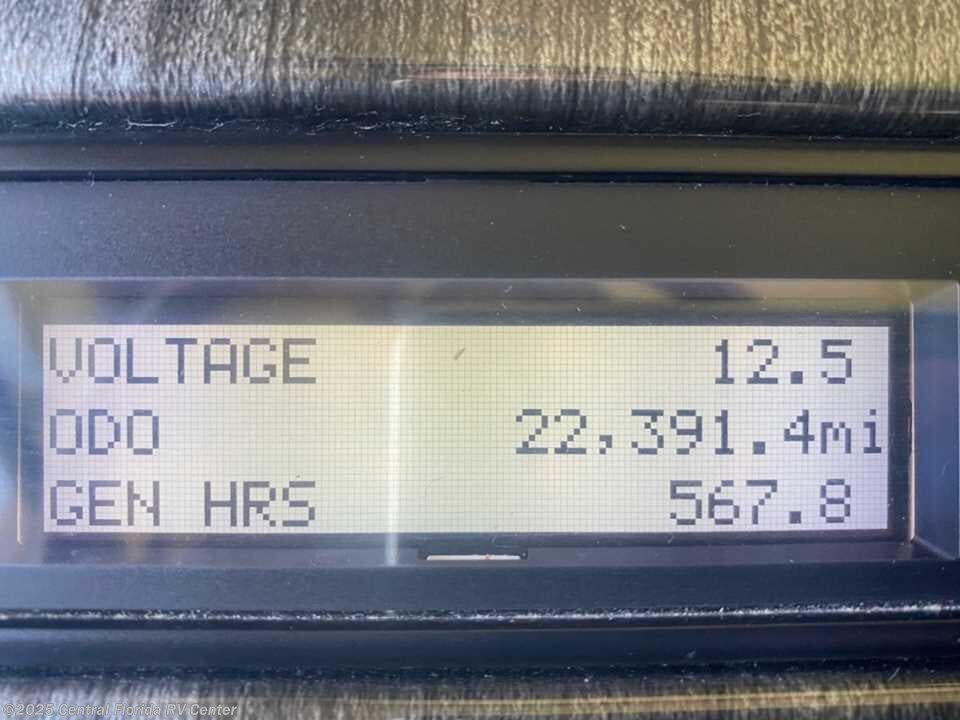 VOLTAGE 12.5
ODO 22,391.4mi
GEN HRS 567.8
©2025 Central Florida RV Center